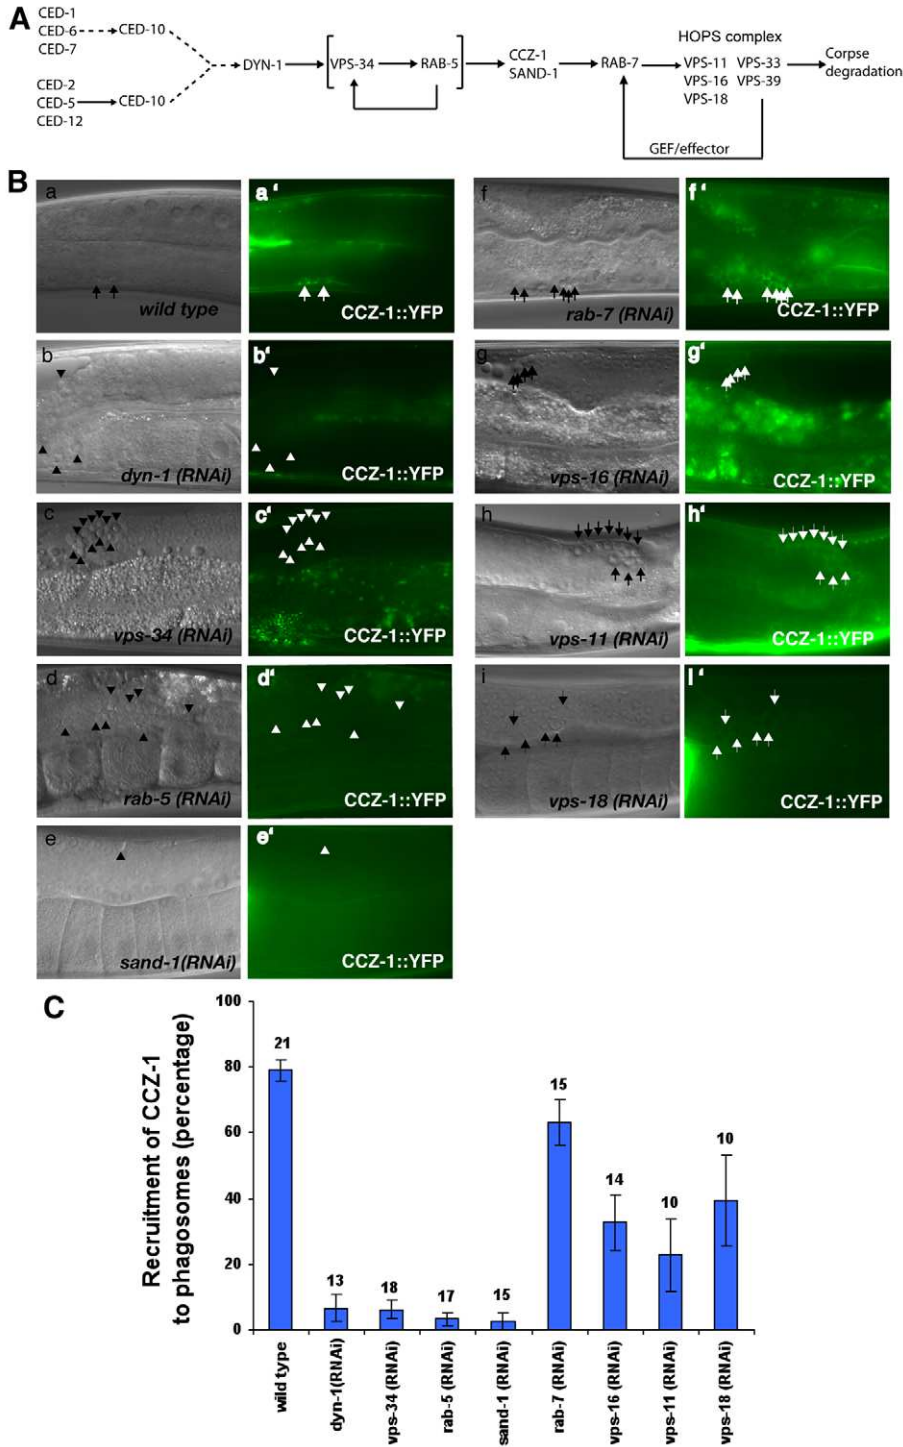 A
CED-1
CED-6
CED-10
CED-7
CED-2
CED-5
CED-10
CED-12
DYN-1
VPS-34
RAB-5
CCZ-1
SAND-1
RAB-7
HOPS complex
VPS-11 VPS-33
VPS-16 VPS-39
VPS-18
Corpse
degradation
GEF/effector
B
a
wild type
a'
CCZ-1::YFP
b
dyn-1 (RNAi)
b'
CCZ-1::YFP
c
vps-34 (RNAi)
c'
CCZ-1::YFP
d
rab-5 (RNAi)
d'
CCZ-1::YFP
e
sand-1(RNAi)
e'
CCZ-1::YFP
f
rab-7 (RNAi)
f'
CCZ-1::YFP
g
vps-16 (RNAi)
g'
CCZ-1::YFP
h
vps-11 (RNAi)
h'
CCZ-1::YFP
i
vps-18 (RNAi)
I'
CCZ-1::YFP
C
Recruitment of CCZ-1
to phagosomes (percentage)
100
80
60
40
20
0
21
13
18
17
15
15
14
10
10
wild type
dyn-1(RNAi)
vps-34 (RNAi)
rab-5 (RNAi)
sand-1 (RNAi)
rab-7 (RNAi)
vps-16 (RNAi)
vps-11 (RNAi)
vps-18 (RNAi)